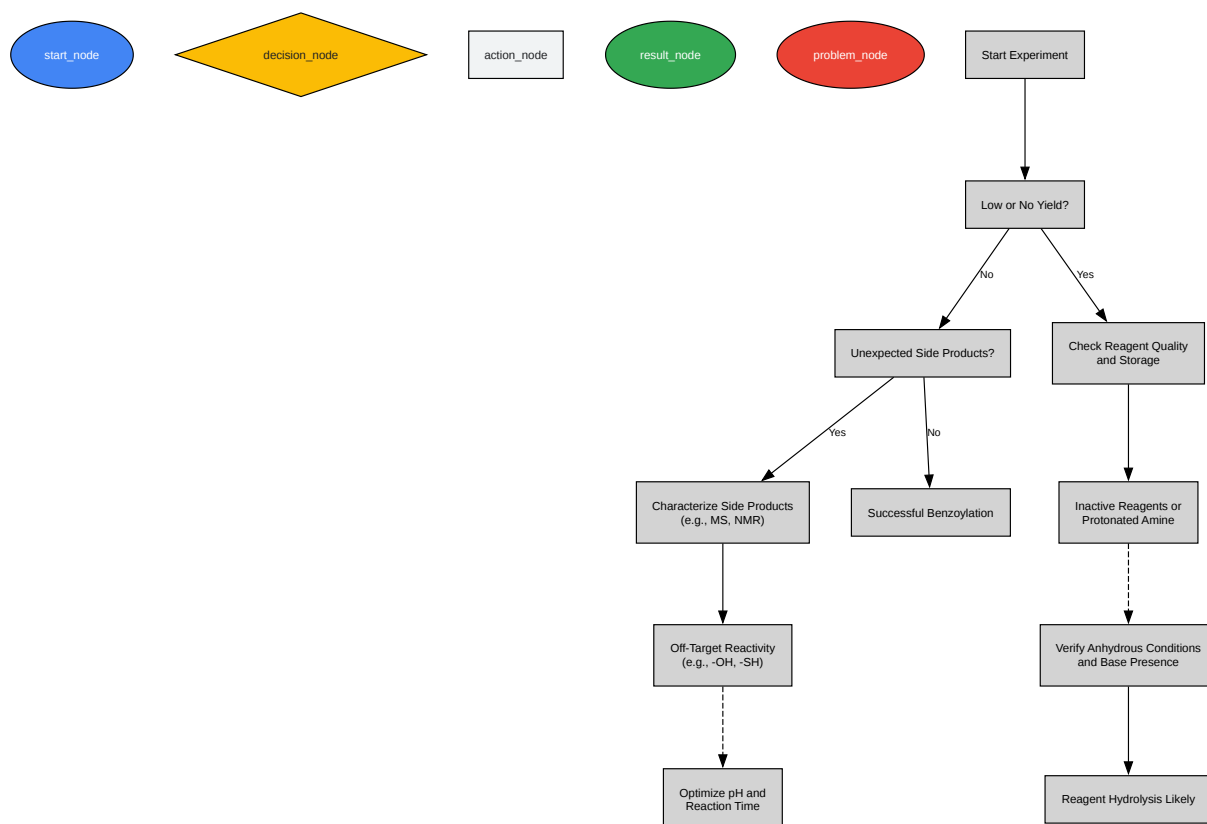 start_node
decision_node
action_node
result_node
problem_node
Start Experiment
Low or No Yield?
No
Yes
Unexpected Side Products?
Check Reagent Quality
and Storage
Yes
No
Characterize Side Products
(e.g., MS, NMR)
Successful Benzoylation
Inactive Reagents or
Protonated Amine
Off-Target Reactivity
(e.g., -OH, -SH)
Verify Anhydrous Conditions
and Base Presence
Optimize pH and
Reaction Time
Reagent Hydrolysis Likely